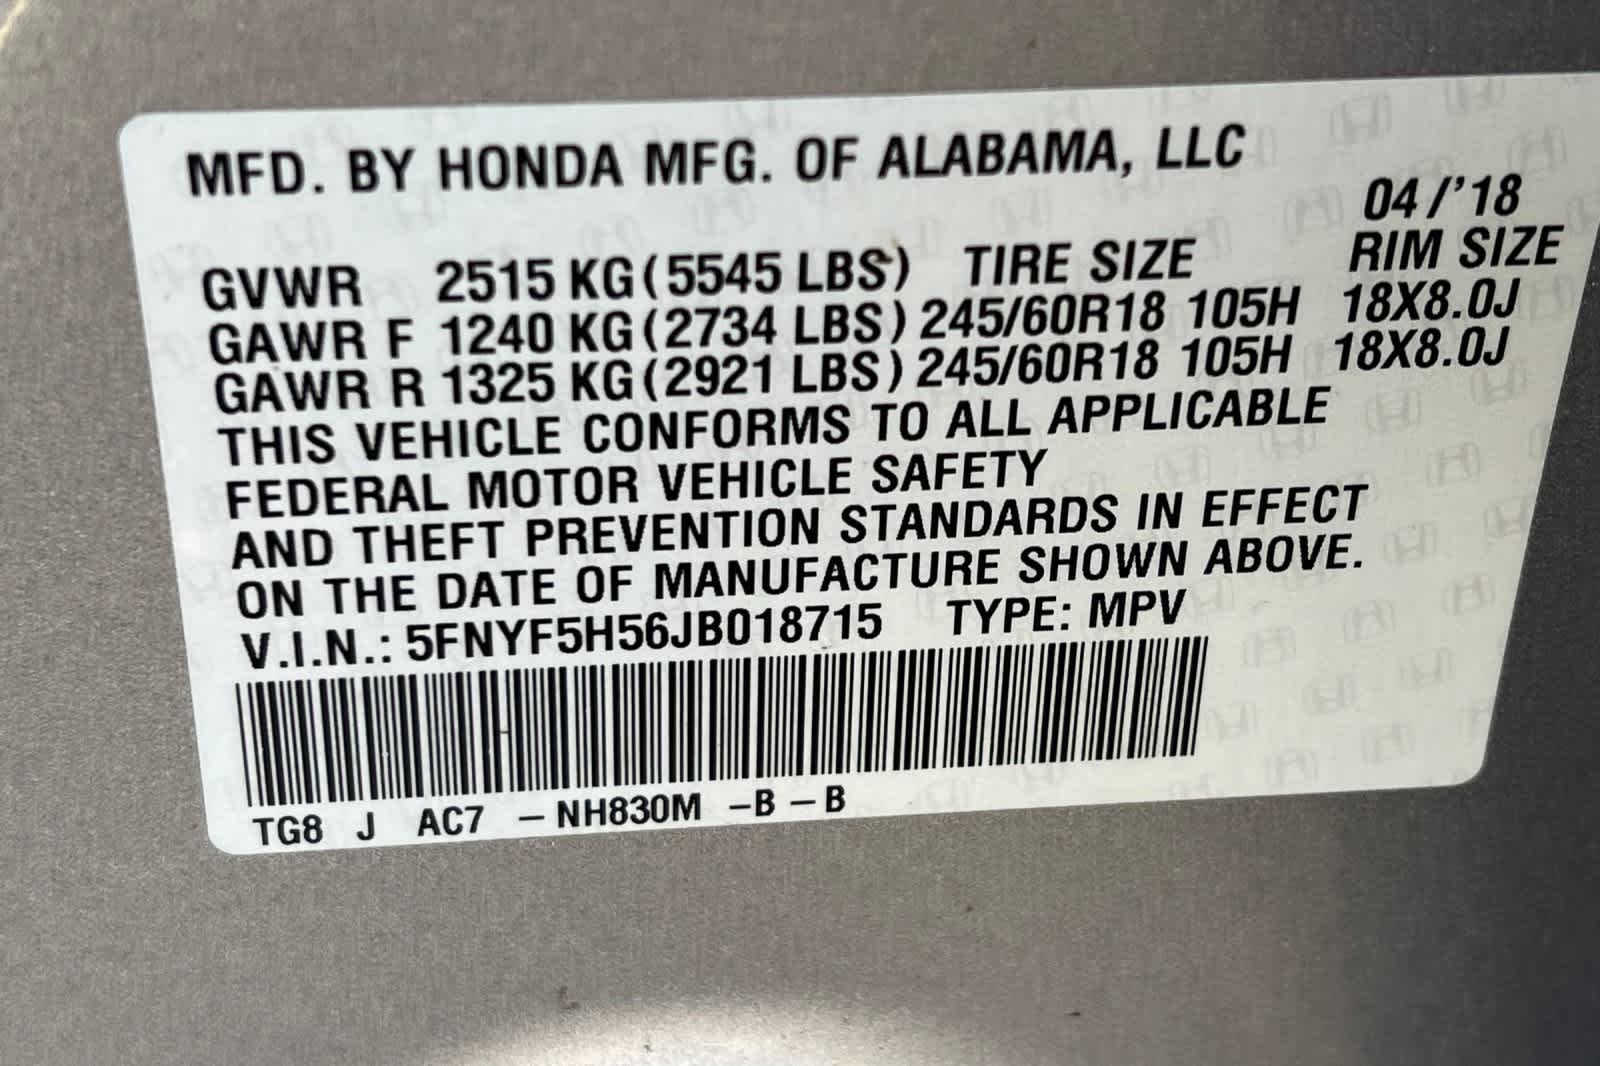 MFD. BY HONDA MFG. OF ALABAMA, LLC
04/'18
GVWR 2515 KG(5545 LBS) TIRE SIZE RIM SIZE
GAWR F 1240 KG(2734 LBS) 245/60R18 105H 18X8.0J
GAWR R 1325 KG(2921 LBS) 245/60R18 105H 18X8.0J
THIS VEHICLE CONFORMS TO ALL APPLICABLE
FEDERAL MOTOR VEHICLE SAFETY
AND THEFT PREVENTION STANDARDS IN EFFECT
ON THE DATE OF MANUFACTURE SHOWN ABOVE.
V.I.N.: 5FNYF5H56JB018715 TYPE: MPV
TG8 J AC7 – NH830M –B – B